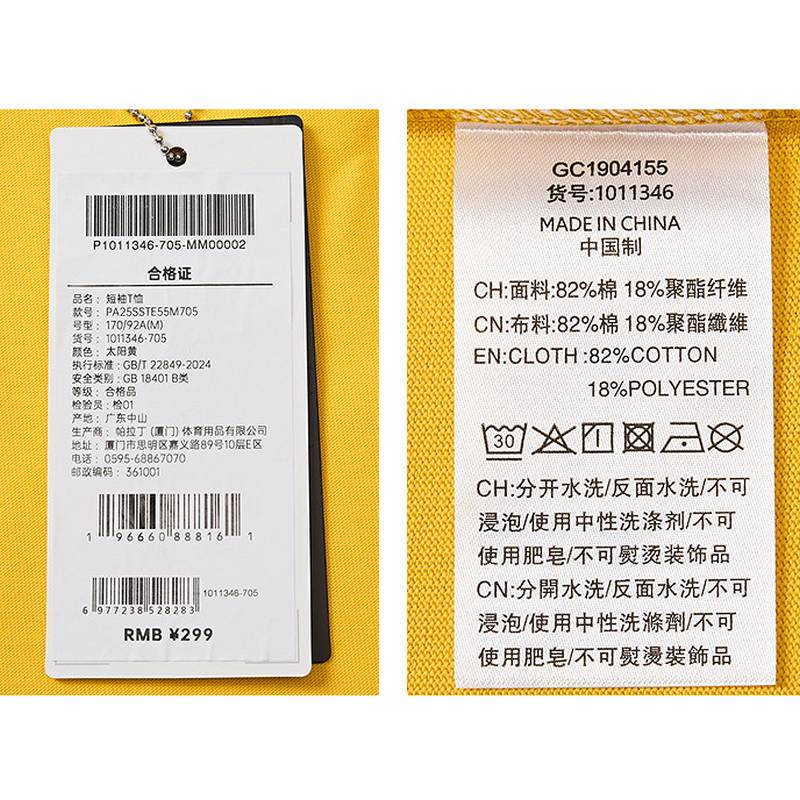 P1011346-705-MM00002
合格证
品名: 短袖T恤
款号: PA25SSTE55M705
号型: 170/92A(M)
货号: 1011346-705
颜色: 太阳黄
执行标准: GB/T 22849-2024
安全类别: GB 18401 B类
等级: 合格品
检验员: 检01
产地: 广东中山
生产商: 帕拉丁 (厦门) 体育用品有限公司
地址: 厦门市思明区嘉义路89号10层E区
电话: 0595-68867070
邮政编码: 361001
1 96660 88816 1
1011346-705
6 977238 528283
RMB ¥299
GC1904155
货号:1011346
MADE IN CHINA
中国制
CH:面料:82%棉 18%聚酯纤维
CN:布料:82%棉 18%聚酯纖維
EN:CLOTH :82%COTTON
18%POLYESTER
30
CH:分开水洗/反面水洗/不可
浸泡/使用中性洗涤剂/不可
使用肥皂/不可熨烫装饰品
CN:分開水洗/反面水洗/不可
浸泡/使用中性洗滌劑/不可
使用肥皂/不可熨燙裝飾品